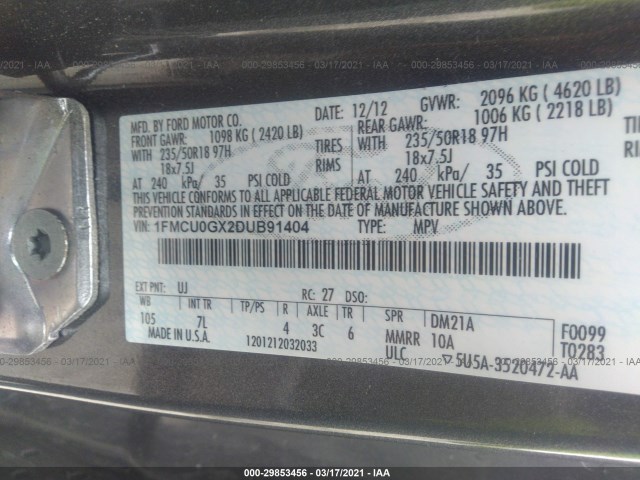 000-29853456 - 03/17/2021 - IAA
MFD. BY FORD MOTOR CO.
DATE: 12/12 GVWR: 2096 KG ( 4620 LB)
FRONT GAWR: 1098 KG ( 2420 LB) REAR GAWR: 1006 KG ( 2218 LB)
WITH 235/50R18 97H TIRES WITH 235/50R18 97H
18x7.5J RIMS 18x7.5J
AT 240 kPa/ 35 PSI COLD AT 240 kPa/ 35 PSI COLD
THIS VEHICLE CONFORMS TO ALL APPLICABLE FEDERAL MOTOR VEHICLE SAFETY AND THEFT
PREVENTION STANDARDS IN EFFECT ON THE DATE OF MANUFACTURE SHOWN ABOVE.
VIN: 1FMCU0GX2DUB91404 TYPE: MPV
EXT PNT: UJ RC: 27 DSO:
WB INT TR TP/PS R AXLE TR SPR DM21A F0099
105 7L 4 3C 6 MMRR 10A T0283
MADE IN U.S.A. 1201212032033 ULC 5U5A-3520472-AA
000-29853456 - 03/17/2021 - IAA